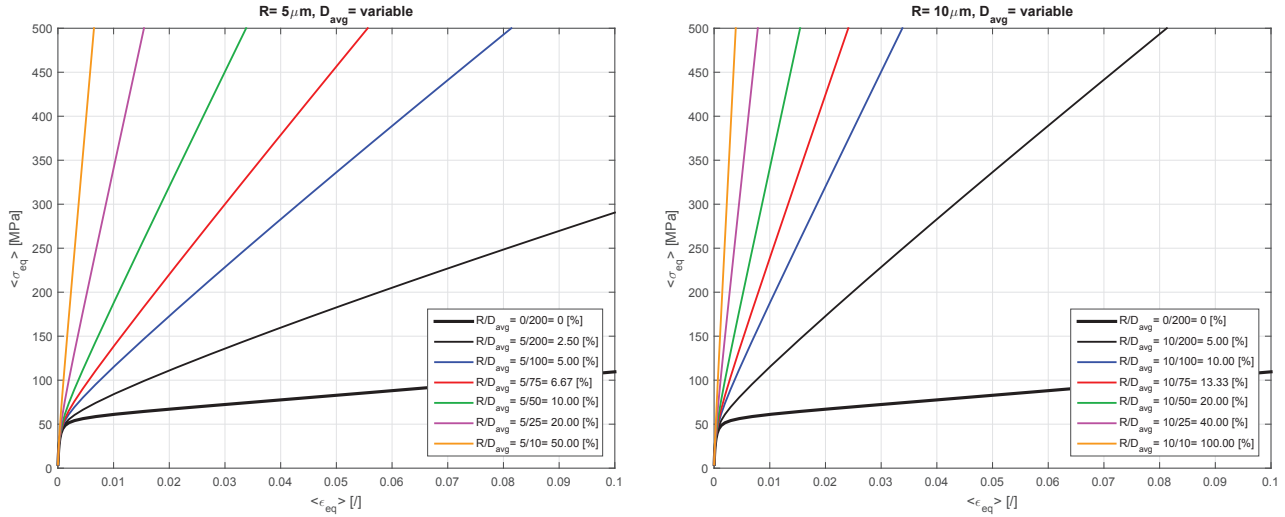 R= 5μm, D_avg= variable
500
450
400
350
300
250
200
150
100
50
0
<σ_eq> [MPa]
R/D_avg= 0/200= 0 [%]
R/D_avg= 5/200= 2.50 [%]
R/D_avg= 5/100= 5.00 [%]
R/D_avg= 5/75= 6.67 [%]
R/D_avg= 5/50= 10.00 [%]
R/D_avg= 5/25= 20.00 [%]
R/D_avg= 5/10= 50.00 [%]
0 0.01 0.02 0.03 0.04 0.05 0.06 0.07 0.08 0.09 0.1
<ϵ_eq> [/]
R= 10μm, D_avg= variable
500
450
400
350
300
250
200
150
100
50
0
<σ_eq> [MPa]
R/D_avg= 0/200= 0 [%]
R/D_avg= 10/200= 5.00 [%]
R/D_avg= 10/100= 10.00 [%]
R/D_avg= 10/75= 13.33 [%]
R/D_avg= 10/50= 20.00 [%]
R/D_avg= 10/25= 40.00 [%]
R/D_avg= 10/10= 100.00 [%]
0 0.01 0.02 0.03 0.04 0.05 0.06 0.07 0.08 0.09 0.1
<ϵ_eq> [/]